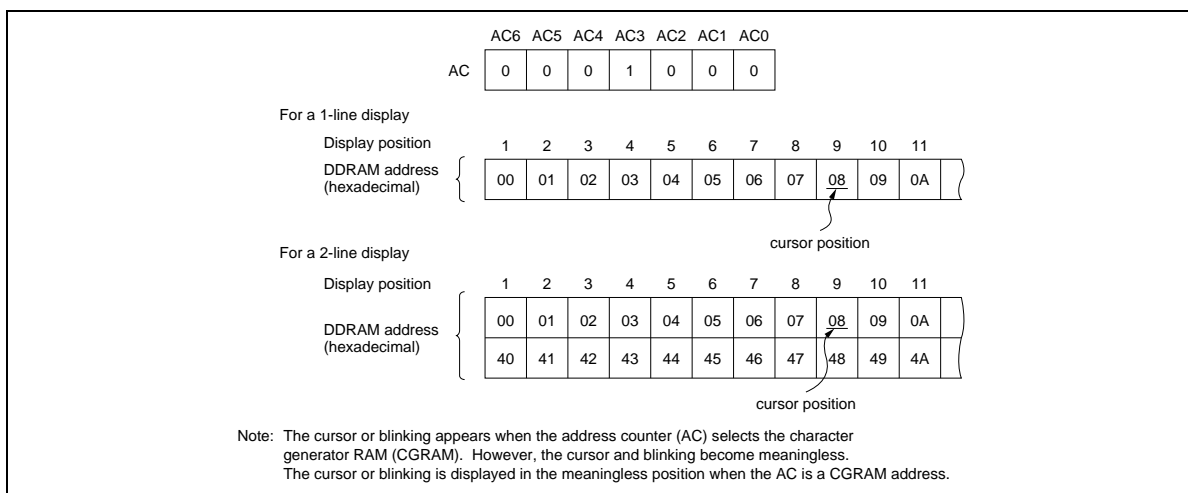 AC6 AC5 AC4 AC3 AC2 AC1 AC0
AC 0 0 0 1 0 0 0
For a 1-line display
Display position 1 2 3 4 5 6 7 8 9 10 11
DDRAM address
(hexadecimal)
00 01 02 03 04 05 06 07 08 09 0A
cursor position
For a 2-line display
Display position 1 2 3 4 5 6 7 8 9 10 11
DDRAM address
(hexadecimal)
00 01 02 03 04 05 06 07 08 09 0A
40 41 42 43 44 45 46 47 48 49 4A
cursor position
Note: The cursor or blinking appears when the address counter (AC) selects the character
generator RAM (CGRAM). However, the cursor and blinking become meaningless.
The cursor or blinking is displayed in the meaningless position when the AC is a CGRAM address.